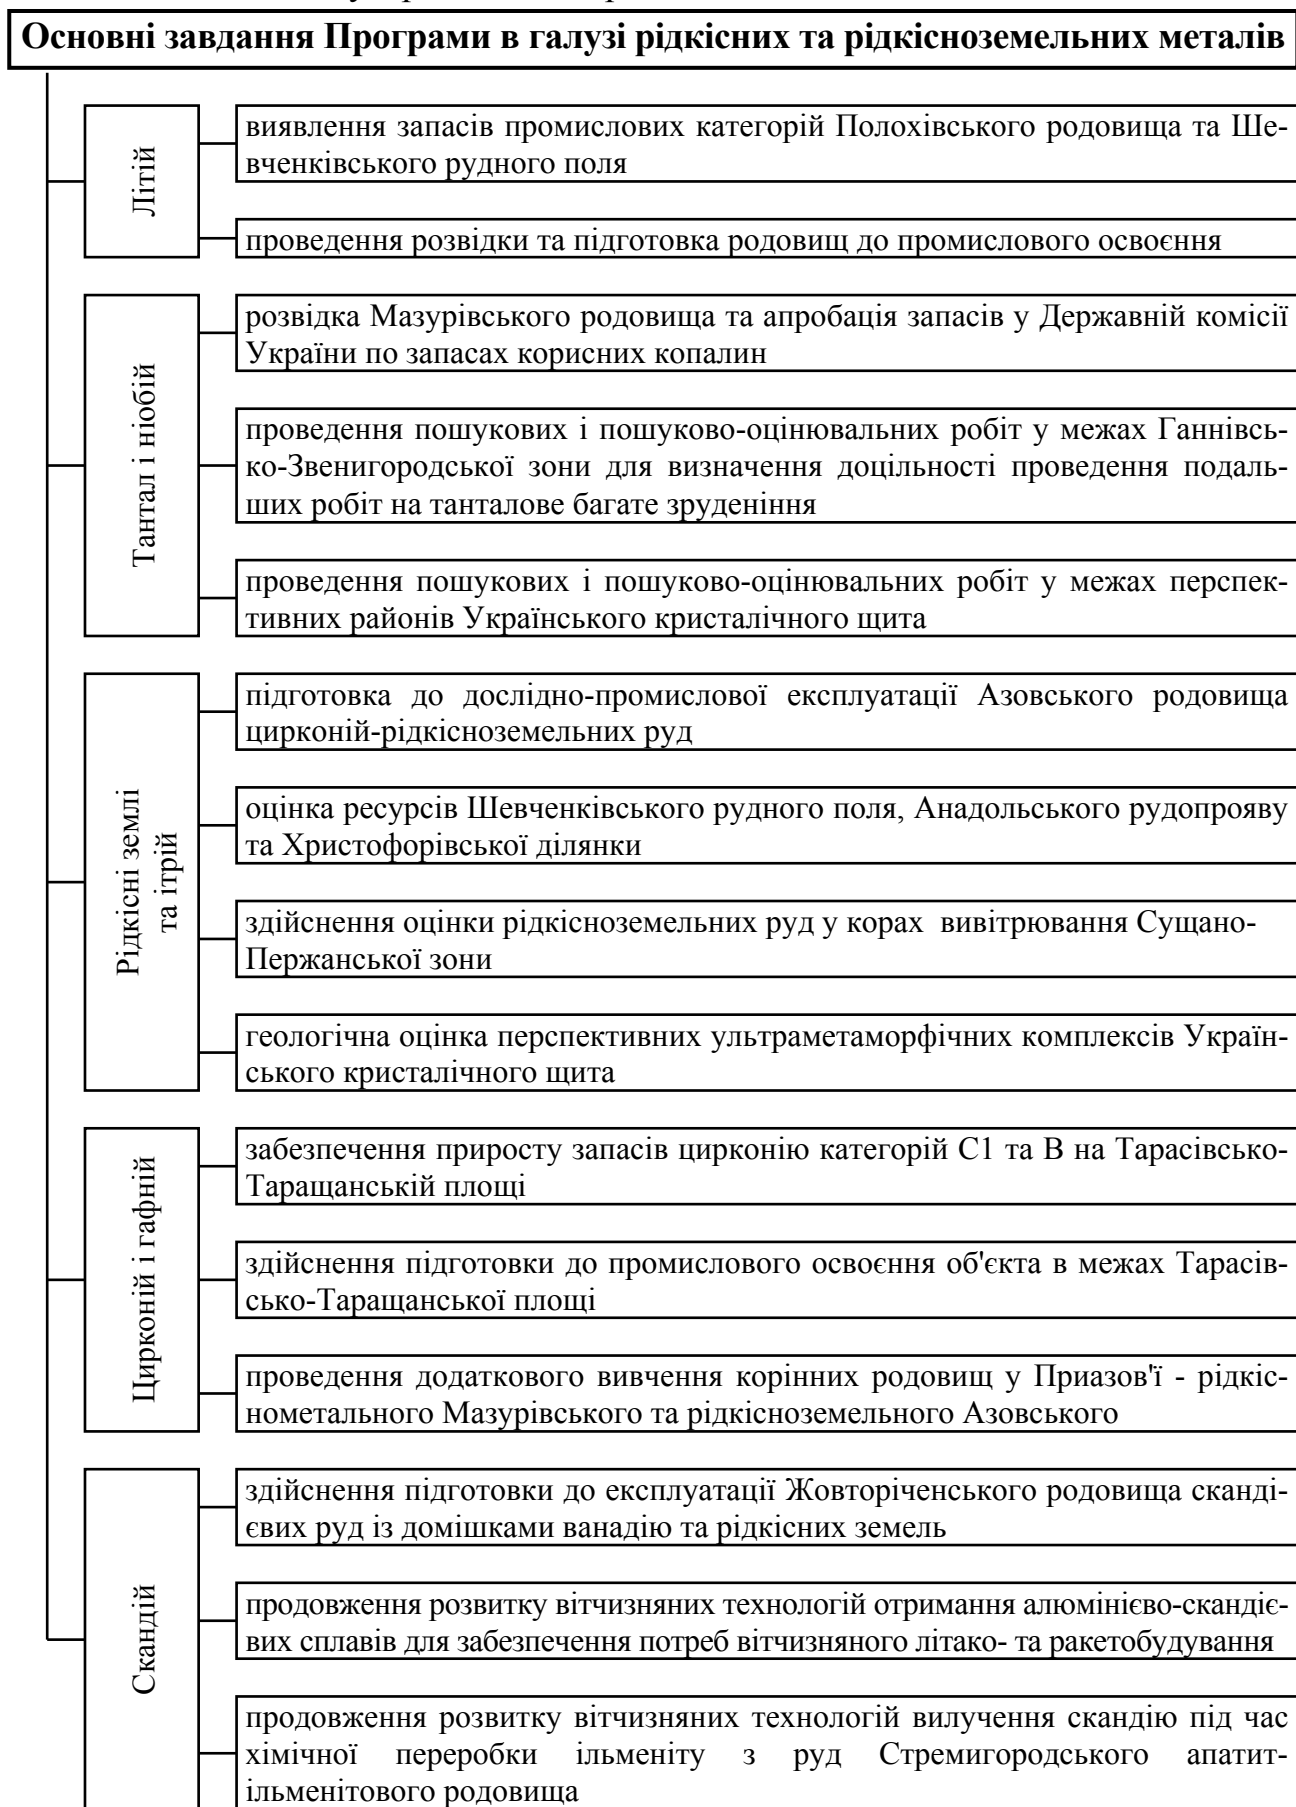 Основні завдання Програми в галузі рідкісних та рідкісноземельних металів
Літій
виявлення запасів промислових категорій Полохівського родовища та Ше-
вченківського рудного поля
проведення розвідки та підготовка родовищ до промислового освоєння
Тантал і ніобій
розвідка Мазурівського родовища та апробація запасів у Державній комісії
України по запасах корисних копалин
проведення пошукових і пошуково-оцінювальних робіт у межах Ганнівсь-
ко-Звенигородської зони для визначення доцільності проведення подаль-
ших робіт на танталове багате зруденіння
проведення пошукових і пошуково-оцінювальних робіт у межах перспек-
тивних районів Українського кристалічного щита
Рідкісні землі
та ітрій
підготовка до дослідно-промислової експлуатації Азовського родовища
цирконій-рідкісноземельних руд
оцінка ресурсів Шевченківського рудного поля, Анадольського рудопрояву
та Христофорівської ділянки
здійснення оцінки рідкісноземельних руд у корах вивітрювання Сущано-
Пержанської зони
геологічна оцінка перспективних ультраметаморфічних комплексів Україн-
ського кристалічного щита
Цирконій і гафній
забезпечення приросту запасів цирконію категорій С1 та В на Тарасівсько-
Таращанській площі
здійснення підготовки до промислового освоєння об'єкта в межах Тарасів-
сько-Таращанської площі
проведення додаткового вивчення корінних родовищ у Приазов'ї - рідкіс-
нометального Мазурівського та рідкісноземельного Азовського
Скандій
здійснення підготовки до експлуатації Жовторіченського родовища сканді-
євих руд із домішками ванадію та рідкісних земель
продовження розвитку вітчизняних технологій отримання алюмінієво-скандіє-
вих сплавів для забезпечення потреб вітчизняного літако- та ракетобудування
продовження розвитку вітчизняних технологій вилучення скандію під час
хімічної переробки ільменіту з руд Стремигородського апатит-
ільменітового родовища